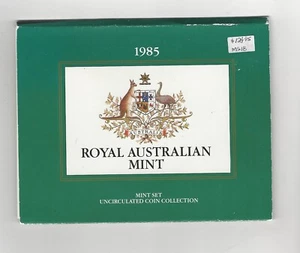 1985
ROYAL AUSTRALIAN
MINT
MINT SET
UNCIRCULATED COIN COLLECTION